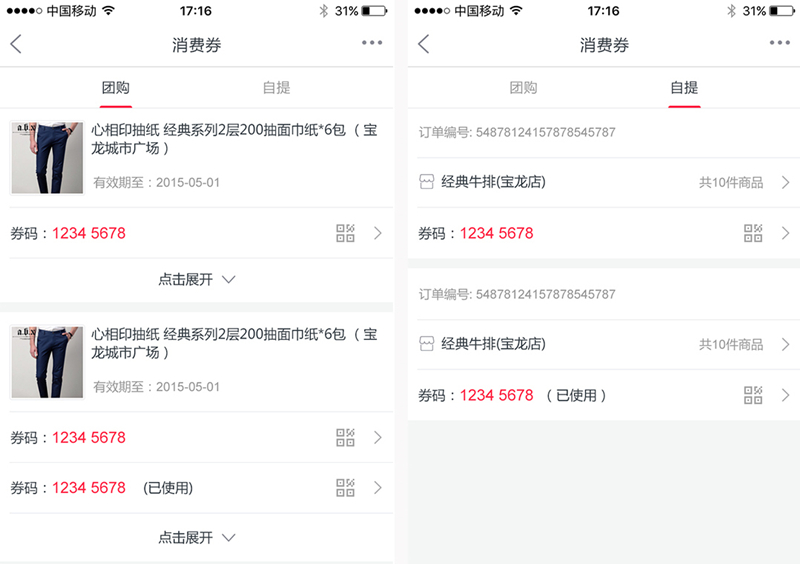 中国移动 17:16 31%
消费券
团购 自提
a.b.x
心相印抽纸 经典系列2层200抽面巾纸*6包（宝
龙城市广场）
有效期至：2015-05-01
券码：1234 5678
点击展开
a.b.x
心相印抽纸 经典系列2层200抽面巾纸*6包（宝
龙城市广场）
有效期至：2015-05-01
券码：1234 5678
券码：1234 5678 (已使用)
点击展开
中国移动 17:16 31%
消费券
团购 自提
订单编号: 54878124157878545787
经典牛排(宝龙店) 共10件商品
券码：1234 5678
订单编号: 54878124157878545787
经典牛排(宝龙店) 共10件商品
券码：1234 5678 （已使用）